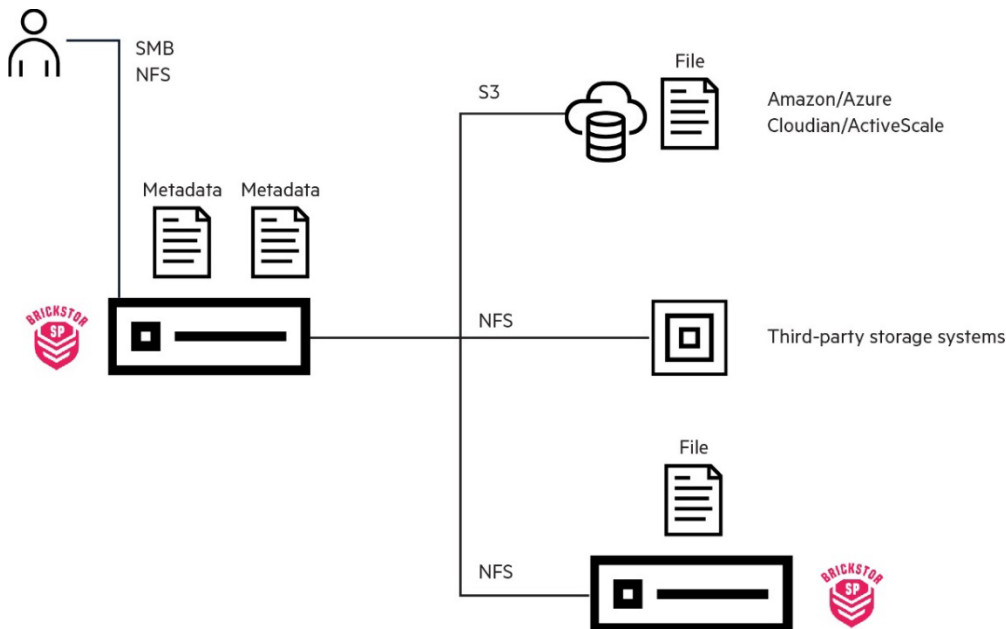 SMB
NFS
S3
File
Amazon/Azure
Cloudian/ActiveScale
Metadata Metadata
BRICKSTOR
SP
NFS
Third-party storage systems
File
NFS
BRICKSTOR
SP